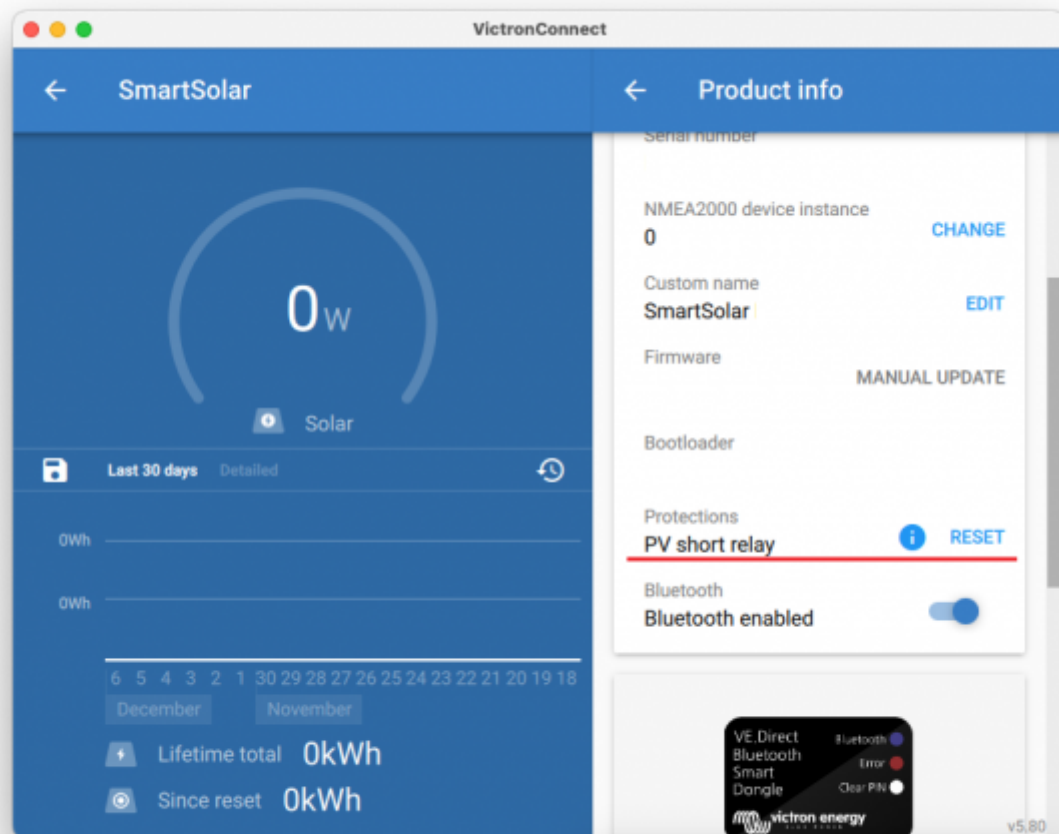 VictronConnect
SmartSolar
0W
Solar
Last 30 days Detailed
0Wh
0Wh
6 5 4 3 2 1 30 29 28 27 26 25 24 23 22 21 20 19 18
December November
Lifetime total 0kWh
Since reset 0kWh
Product info
Serial number
NMEA2000 device instance
0 CHANGE
Custom name
SmartSolar EDIT
Firmware
MANUAL UPDATE
Bootloader
Protections
PV short relay RESET
Bluetooth
Bluetooth enabled
VE.Direct
Bluetooth
Smart
Dongle
Bluetooth
Error
Clear PIN
victron energy
v5.80